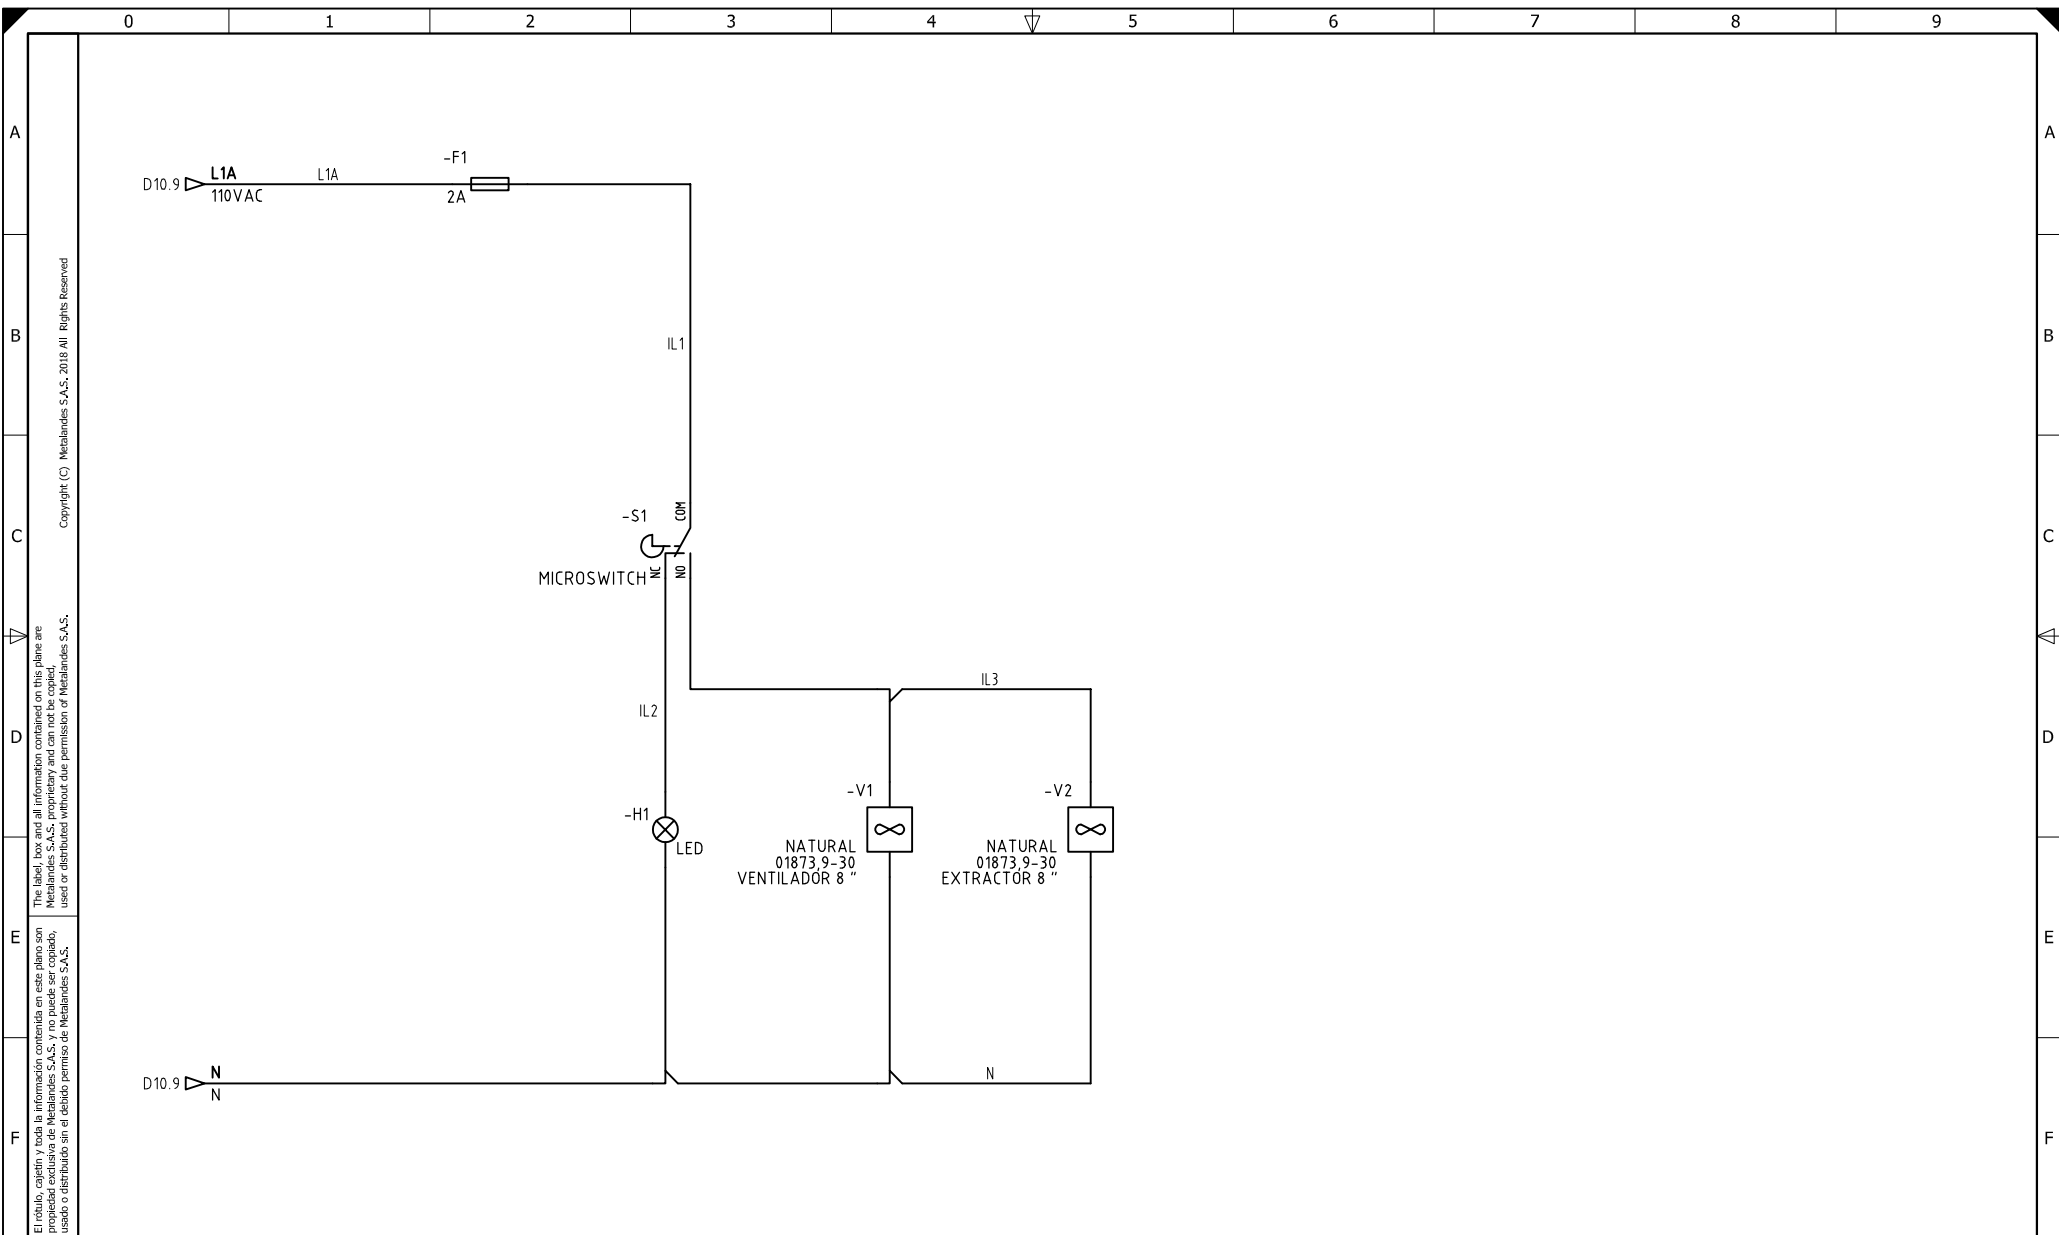 0 1 2 3 4 5 6 7 8 9
A A
-F1
D10.9 L1A L1A
110VAC 2A
B B
IL1
Copyright (C) Metalandes S.A.S. 2018 All Rights Reserved
-S1 COM
C C
MICROSWITCH NC NO
The label, box and all information contained on this plane are
Metalandes S.A.S. proprietary and can not be copied,
used or distributed without due permission of Metalandes S.A.S.
IL3
IL2
D D
-V1 -V2
-H1
LED
NATURAL NATURAL
01873,9-30 01873,9-30
VENTILADOR 8 " EXTRACTOR 8 "
E E
El rótulo, cajetín y toda la información contenida en este plano son
propiedad exclusiva de Metalandes S.A.S. y no puede ser copiado,
usado o distribuido sin el debido permiso de Metalandes S.A.S.
D10.9 N N
N
F F